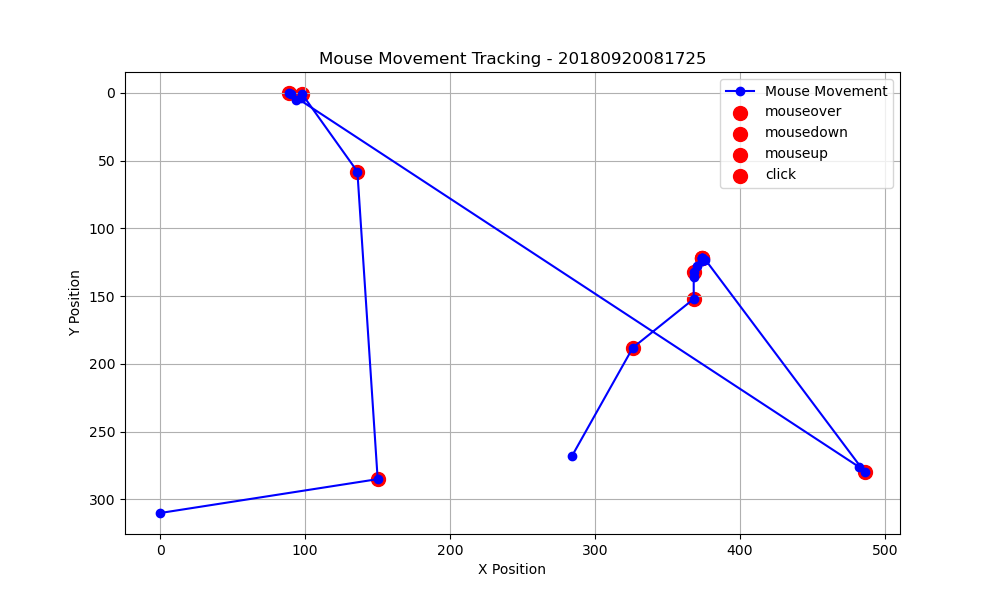 Mouse Movement Tracking - 20180920081725
Mouse Movement
mouseover
mousedown
mouseup
click
Y Position
0
50
100
150
200
250
300
0 100 200 300 400 500
X Position